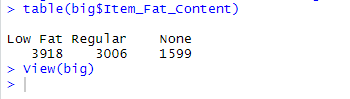 > table(big$Item_Fat_Content)
Low Fat Regular    None
   3918    3006    1599
> View(big)
>